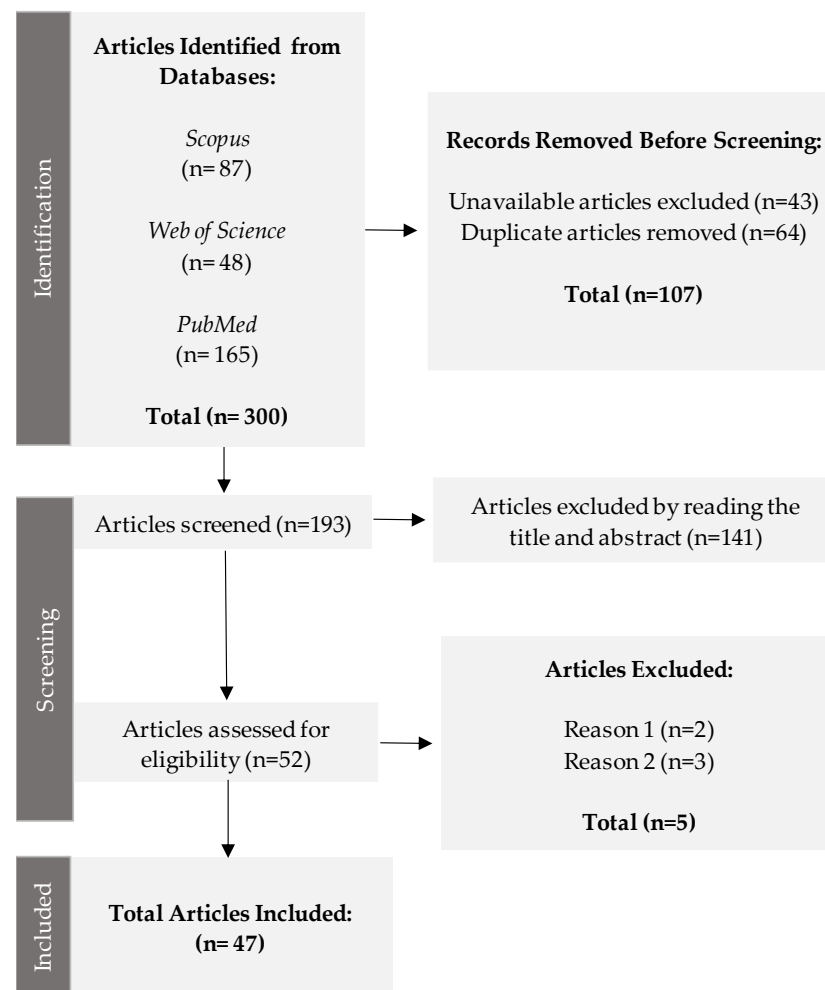 Identification
Articles Identified from
Databases:
Scopus
(n= 87)
Web of Science
(n= 48)
PubMed
(n= 165)
Total (n= 300)
Records Removed Before Screening:
Unavailable articles excluded (n=43)
Duplicate articles removed (n=64)
Total (n=107)
Screening
Articles screened (n=193)
Articles excluded by reading the
title and abstract (n=141)
Articles assessed for
eligibility (n=52)
Articles Excluded:
Reason 1 (n=2)
Reason 2 (n=3)
Total (n=5)
Included
Total Articles Included:
(n= 47)